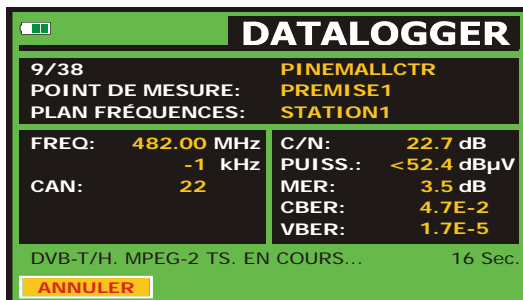 DATALOGGER
9/38 PINEMALLCTR
POINT DE MESURE: PREMISE1
PLAN FRÉQUENCES: STATION1
FREQ: 482.00 MHz
-1 kHz
CAN: 22
C/N: 22.7 dB
PUISS.: <52.4 dBµV
MER: 3.5 dB
CBER: 4.7E-2
VBER: 1.7E-5
DVB-T/H. MPEG-2 TS. EN COURS... 16 Sec.
ANNULER